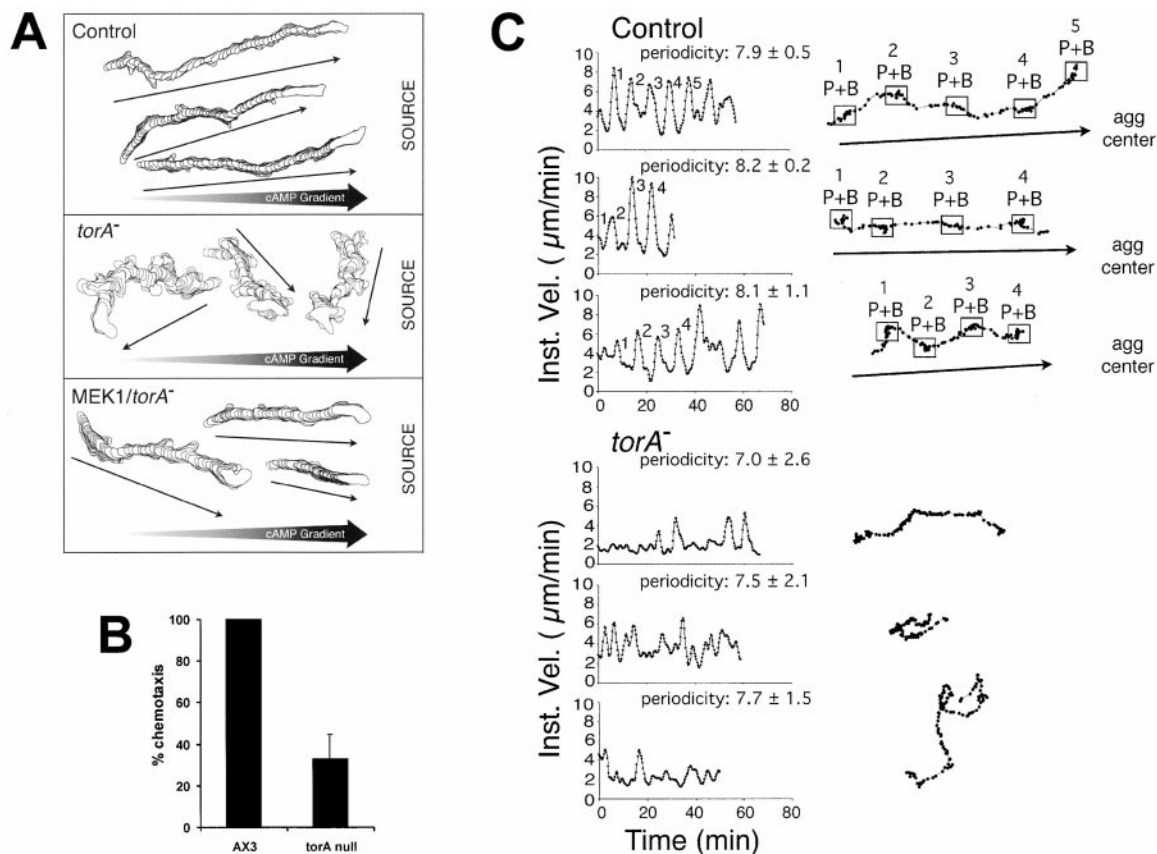 A
Control
SOURCE
cAMP Gradient
torA-
SOURCE
cAMP Gradient
MEK1/torA-
SOURCE
cAMP Gradient
B
% chemotaxis
100
80
60
40
20
0
AX3
torA null
C
Control
Inst. Vel. ( µm/min)
periodicity: 7.9 ± 0.5
10
8
6
4
2
0
1
2
3
4
5
1
P+B
2
P+B
3
P+B
4
P+B
5
P+B
agg
center
periodicity: 8.2 ± 0.2
10
8
6
4
2
0
1
2
3
4
1
P+B
2
P+B
3
P+B
4
P+B
agg
center
periodicity: 8.1 ± 1.1
10
8
6
4
2
0
1
2
3
4
0
20
40
60
80
1
P+B
2
P+B
3
P+B
4
P+B
agg
center
torA-
Inst. Vel. ( µm/min)
periodicity: 7.0 ± 2.6
10
8
6
4
2
0
periodicity: 7.5 ± 2.1
10
8
6
4
2
0
periodicity: 7.7 ± 1.5
10
8
6
4
2
0
0
20
40
60
80
Time (min)